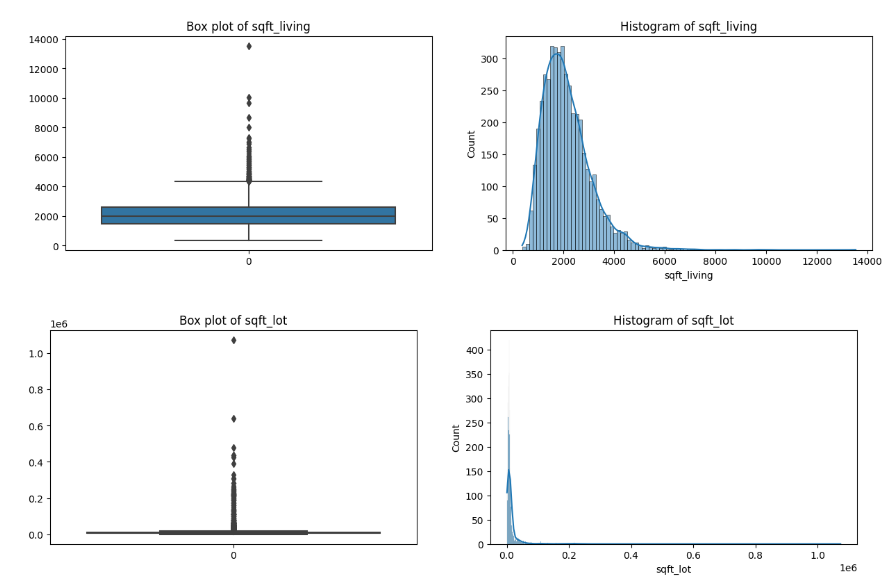 Box plot of sqft_living
14000
12000
10000
8000
6000
4000
2000
0
0
Histogram of sqft_living
Count
300
250
200
150
100
50
0
0 2000 4000 6000 8000 10000 12000 14000
sqft_living
Box plot of sqft_lot
1e6
1.0
0.8
0.6
0.4
0.2
0.0
0
Histogram of sqft_lot
Count
400
350
300
250
200
150
100
50
0
0.0 0.2 0.4 0.6 0.8 1.0
1e6
sqft_lot